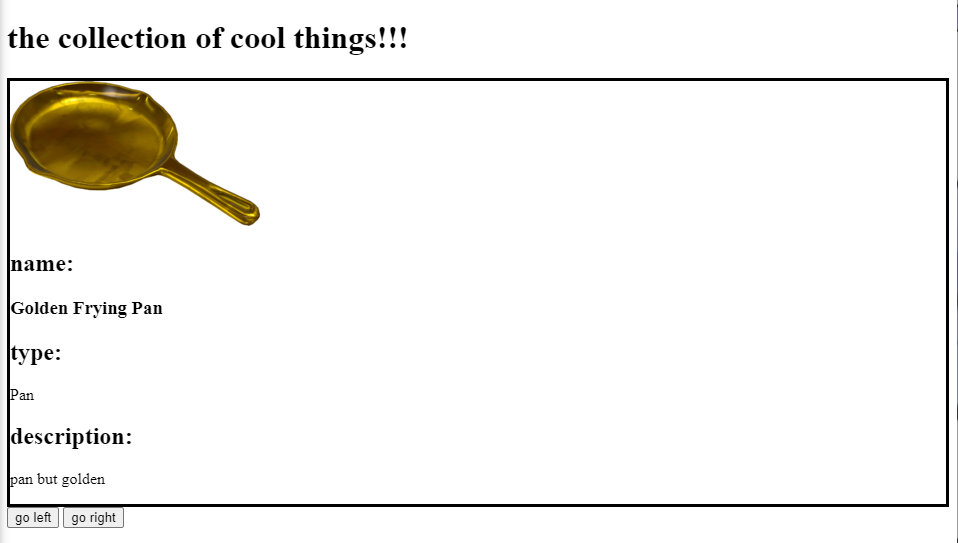 the collection of cool things!!!
name:
Golden Frying Pan
type:
Pan
description:
pan but golden
go left go right